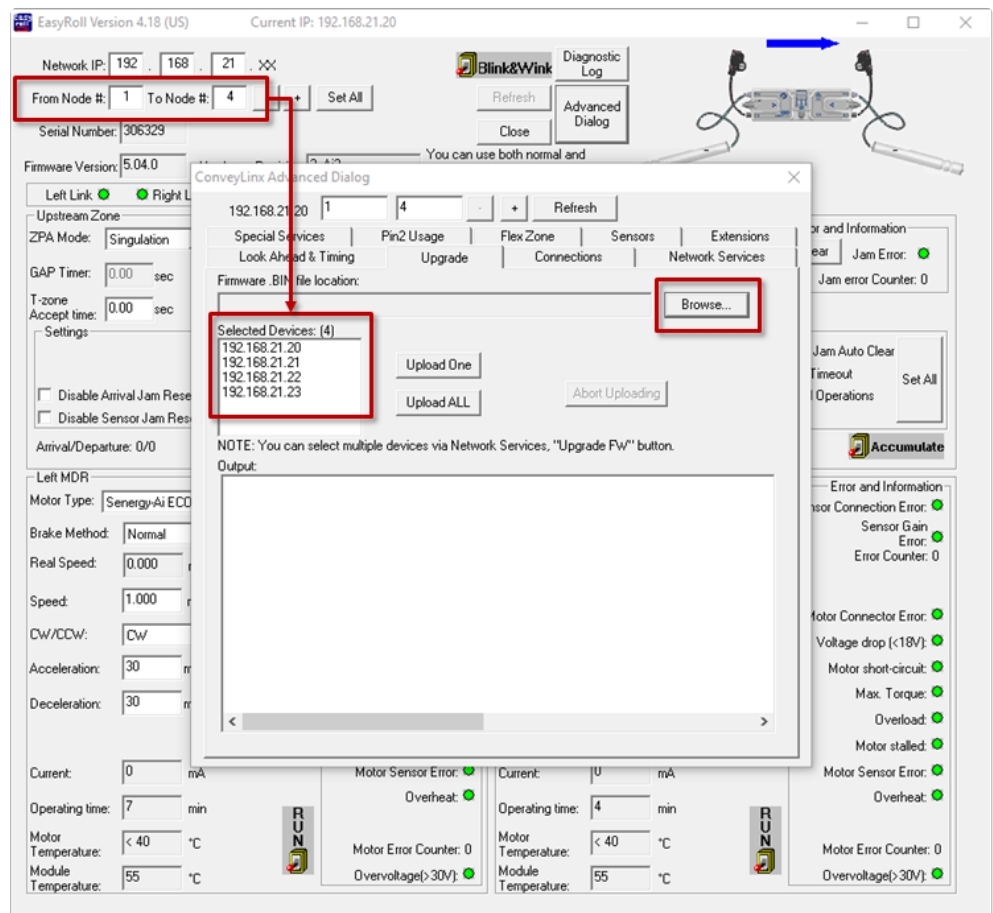 EasyRoll Version 4.18 (US) Current IP: 192.168.21.20
Network IP: 192 . 168 . 21 . XX
Blink&Wink
Diagnostic Log
From Node #: 1 To Node #: 4 + Set All
Refresh
Advanced Dialog
Serial Number: 306329
Close
You can use both normal and
Firmware Version: 5.04.0
ConveyLinx Advanced Dialog
Left Link Right L
192.168.21.20 1 4 - + Refresh
Upstream Zone
ZPA Mode: Singulation
Special Services Pin2 Usage Flex Zone Sensors Extensions
Look Ahead & Timing Upgrade Connections Network Services
or and Information
ear Jam Error:
Jam error Counter: 0
GAP Timer: 0.00 sec
Firmware .BIN file location:
Browse...
T-zone
Accept time: 0.00 sec
Settings
Selected Devices: (4)
192.168.21.20
192.168.21.21
192.168.21.22
192.168.21.23
Upload One
Upload ALL
Abort Uploading
Jam Auto Clear
Timeout
Operations
Set All
Disable Arrival Jam Rese
Disable Sensor Jam Res
Arrival/Departure: 0/0
NOTE: You can select multiple devices via Network Services, "Upgrade FW" button.
Accumulate
Output:
Left MDR
Motor Type: Senergy-Ai ECO
Brake Method: Normal
Real Speed: 0.000
Speed: 1.000
CW/CCW: CW
Acceleration: 30 m
Deceleration: 30 m
Error and Information
nsor Connection Error:
Sensor Gain
Error:
Error Counter: 0
Motor Connector Error:
Voltage drop (<18V):
Motor short-circuit:
Max. Torque:
Overload:
Motor stalled:
Current: 0 mA
Motor Sensor Error:
Current: 0 mA
Motor Sensor Error:
Operating time: 7 min
Overheat:
Operating time: 4 min
Overheat:
RUN
RUN
Motor
Temperature: < 40 °C
Motor Error Counter: 0
Motor
Temperature: < 40 °C
Motor Error Counter: 0
Module
Temperature: 55 °C
Overvoltage(>30V):
Module
Temperature: 55 °C
Overvoltage(>30V):